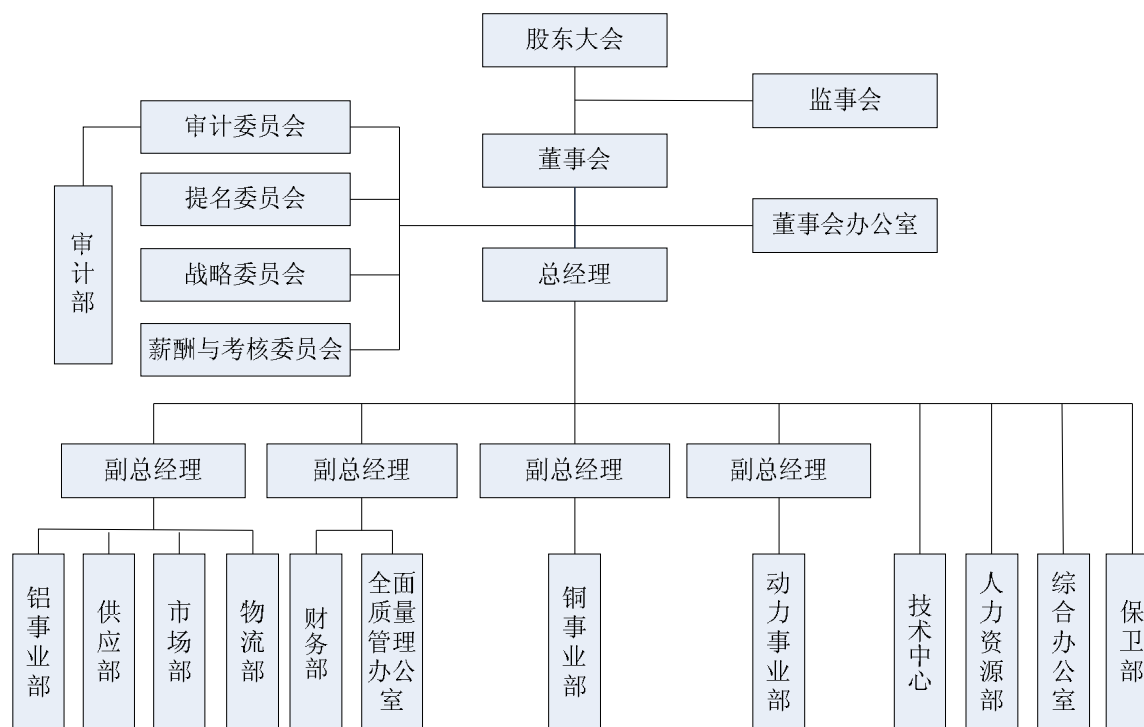 股东大会
监事会
审计委员会
董事会
提名委员会
审计部
董事会办公室
战略委员会
总经理
薪酬与考核委员会
副总经理
副总经理
副总经理
副总经理
铝事业部
供应部
市场部
物流部
财务部
全面质量管理办公室
铜事业部
动力事业部
技术中心
人力资源部
综合办公室
保卫部